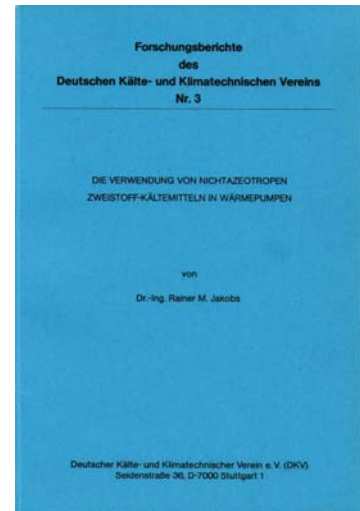 Forschungsberichte
des
Deutschen Kälte- und Klimatechnischen Vereins
Nr. 3
DIE VERWENDUNG VON NICHTAZEOTROPEN
ZWEISTOFF-KÄLTEMITTELN IN WÄRMEPUMPEN
von
Dr.-Ing. Rainer M. Jakobs
Deutscher Kälte- und Klimatechnischer Verein e.V. (DKV)
Seidenstraße 36, D-7000 Stuttgart 1